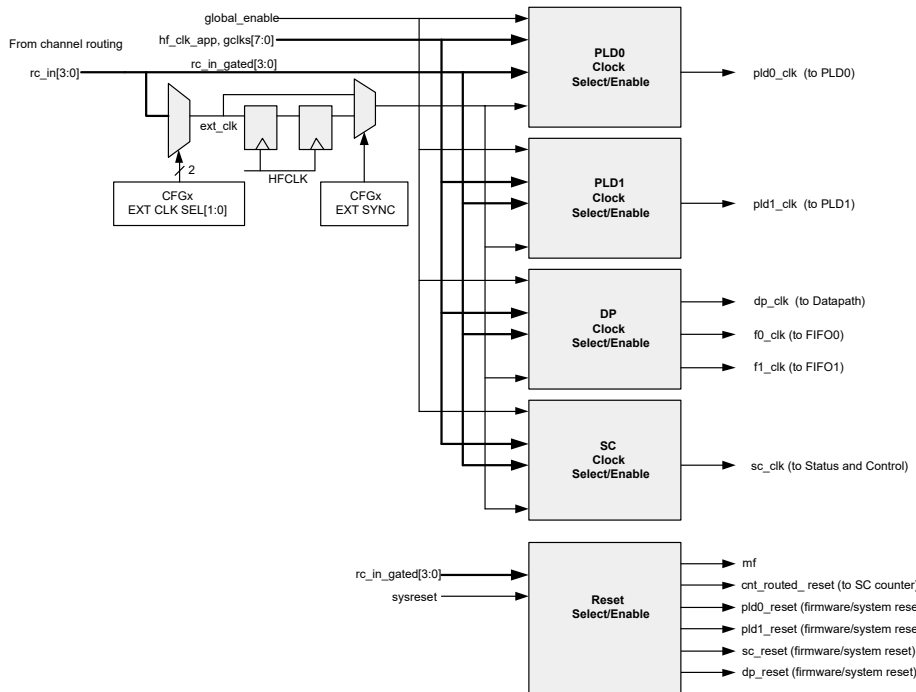 global_enable
hf_clk_app, gclks[7:0]
From channel routing
rc_in[3:0]
rc_in_gated[3:0]
ext_clk
HFCLK
2
CFGx
EXT CLK SEL[1:0]
CFGx
EXT SYNC
PLD0
Clock
Select/Enable
pld0_clk (to PLD0)
PLD1
Clock
Select/Enable
pld1_clk (to PLD1)
DP
Clock
Select/Enable
dp_clk (to Datapath)
f0_clk (to FIFO0)
f1_clk (to FIFO1)
SC
Clock
Select/Enable
sc_clk (to Status and Control)
rc_in_gated[3:0]
sysreset
Reset
Select/Enable
mf
cnt_routed_ reset (to SC counter)
pld0_reset (firmware/system rese
pld1_reset (firmware/system rese
sc_reset (firmware/system reset)
dp_reset (firmware/system reset)